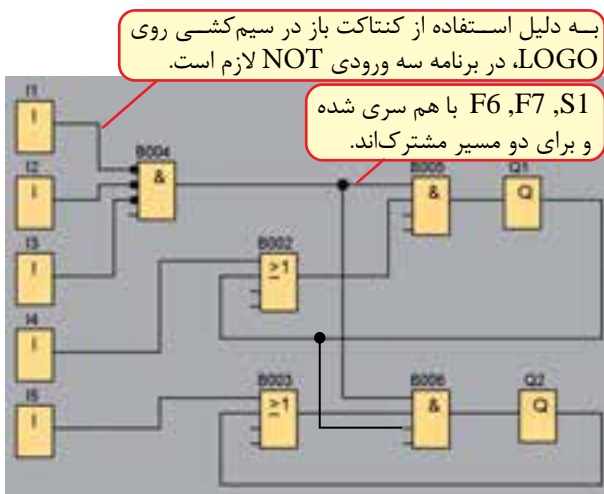 به دلیل استفاده از کنتاکت باز در سیم‌کشی روی
LOGO، در برنامه سه ورودی NOT لازم است.
F6 ,F7 ,S1 با هم سری شده
و برای دو مسیر مشترک‌اند.
I1
I
B004
&
I2
I
B005
&
Q1
Q
I3
I
B002
≥1
I4
I
I5
I
B003
≥1
B006
&
Q2
Q